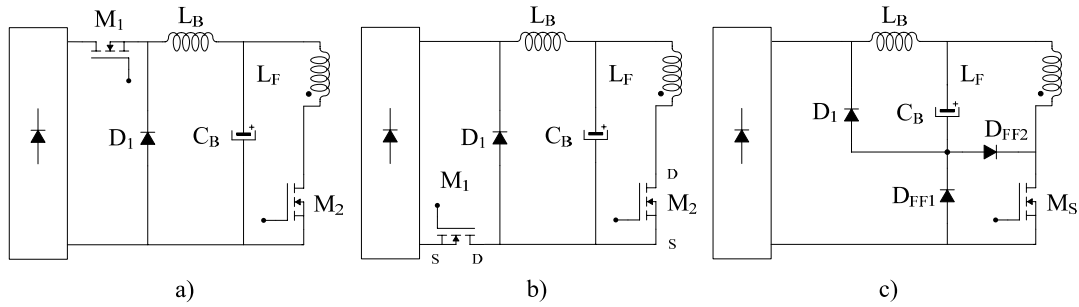 M1
LB
LF
D1
CB
+
M2
a)
LB
LF
D1
CB
+
M1
D
M2
S
D
S
b)
LB
LF
D1
CB
+
DFF2
DFF1
MS
c)